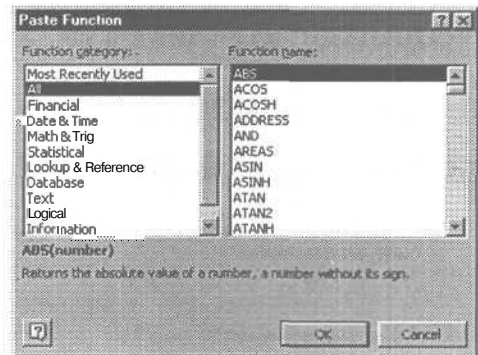 Paste Function
Function category:
Function name:
Most Recently Used
All
Financial
Date & Time
Math & Trig
Statistical
Lookup & Reference
Database
Text
Logical
Information
ABS
ACOS
ACOSH
ADDRESS
AND
AREAS
ASIN
ASINH
ATAN
ATAN2
ATANH
ABS(number)
Returns the absolute value of a number, a number without its sign.
OK
Cancel